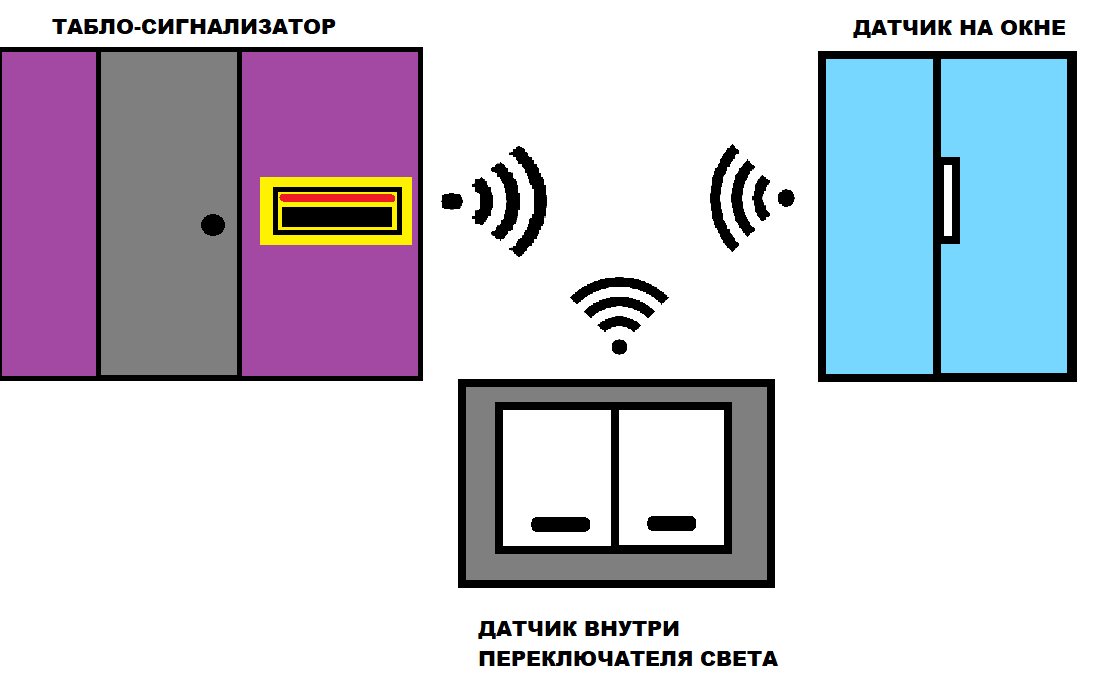 ТАБЛО-СИГНАЛИЗАТОР
ДАТЧИК НА ОКНЕ
ДАТЧИК ВНУТРИ
ПЕРЕКЛЮЧАТЕЛЯ СВЕТА